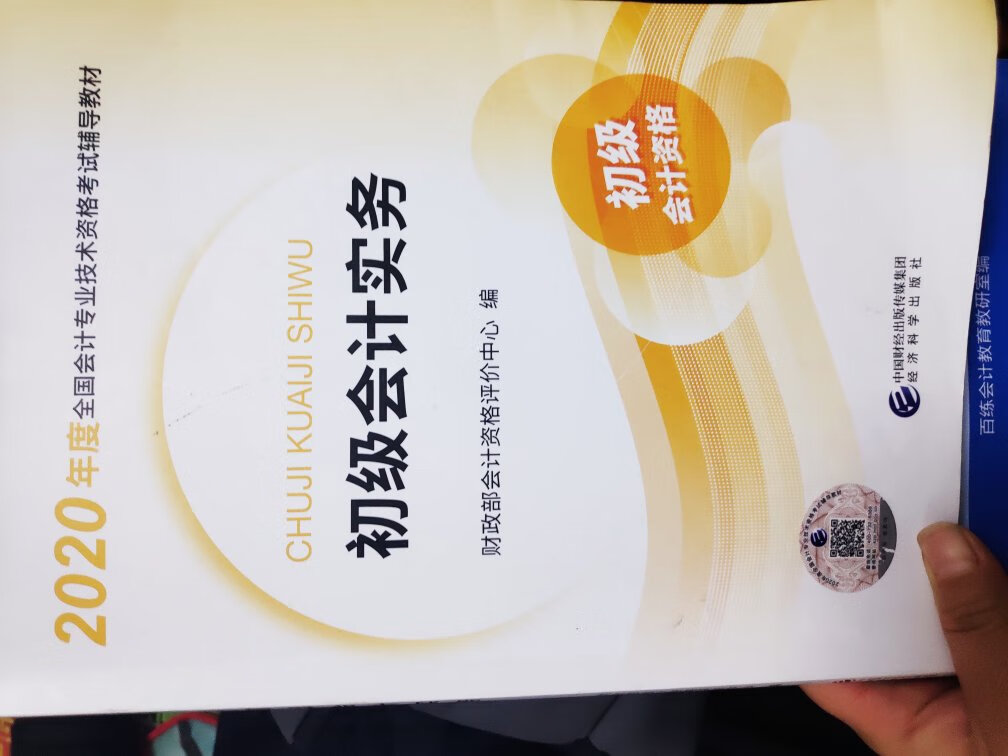 2020年度全国会计专业技术资格考试辅导教材
CHUJI KUAIJI SHIWU
初级会计实务
财政部会计资格评价中心 编
初级
会计资格
中国财经出版传媒集团
经济科学出版社
百练会计教育教研室编